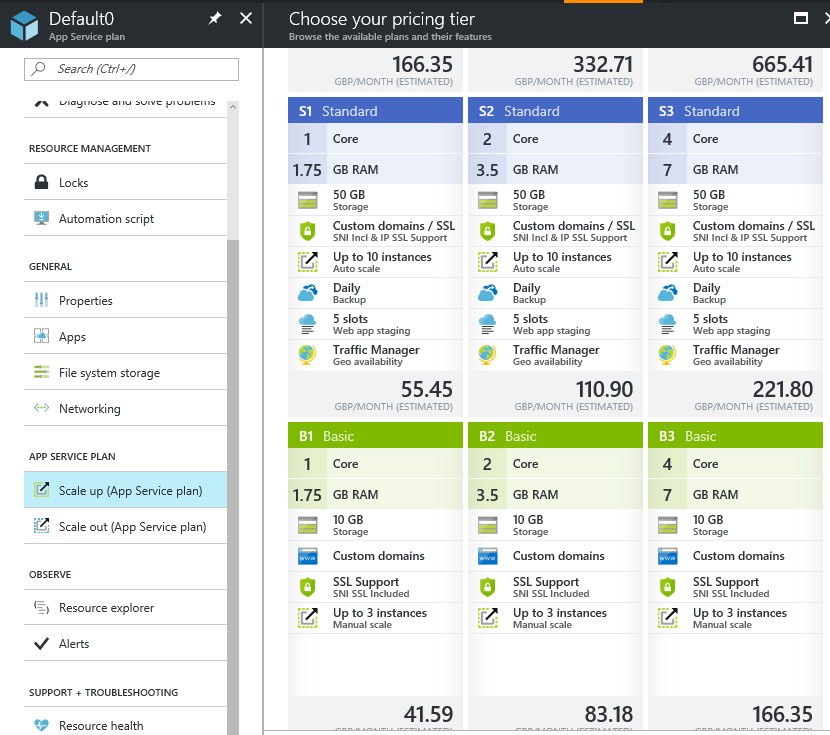 Default0
App Service plan
Search (Ctrl+/)
Diagnose and solve problems
RESOURCE MANAGEMENT
Locks
Automation script
GENERAL
Properties
Apps
File system storage
Networking
APP SERVICE PLAN
Scale up (App Service plan)
Scale out (App Service plan)
OBSERVE
Resource explorer
Alerts
SUPPORT + TROUBLESHOOTING
Resource health
Choose your pricing tier
Browse the available plans and their features
166.35
GBP/MONTH (ESTIMATED)
332.71
GBP/MONTH (ESTIMATED)
665.41
GBP/MONTH (ESTIMATED)
S1 Standard
1 Core
1.75 GB RAM
50 GB
Storage
Custom domains / SSL
SNI Incl & IP SSL Support
Up to 10 instances
Auto scale
Daily
Backup
5 slots
Web app staging
Traffic Manager
Geo availability
55.45
GBP/MONTH (ESTIMATED)
S2 Standard
2 Core
3.5 GB RAM
50 GB
Storage
Custom domains / SSL
SNI Incl & IP SSL Support
Up to 10 instances
Auto scale
Daily
Backup
5 slots
Web app staging
Traffic Manager
Geo availability
110.90
GBP/MONTH (ESTIMATED)
S3 Standard
4 Core
7 GB RAM
50 GB
Storage
Custom domains / SSL
SNI Incl & IP SSL Support
Up to 10 instances
Auto scale
Daily
Backup
5 slots
Web app staging
Traffic Manager
Geo availability
221.80
GBP/MONTH (ESTIMATED)
B1 Basic
1 Core
1.75 GB RAM
10 GB
Storage
WWW
Custom domains
SSL Support
SNI SSL Included
Up to 3 instances
Manual scale
41.59
GBP/MONTH (ESTIMATED)
B2 Basic
2 Core
3.5 GB RAM
10 GB
Storage
WWW
Custom domains
SSL Support
SNI SSL Included
Up to 3 instances
Manual scale
83.18
GBP/MONTH (ESTIMATED)
B3 Basic
4 Core
7 GB RAM
10 GB
Storage
WWW
Custom domains
SSL Support
SNI SSL Included
Up to 3 instances
Manual scale
166.35
GBP/MONTH (ESTIMATED)